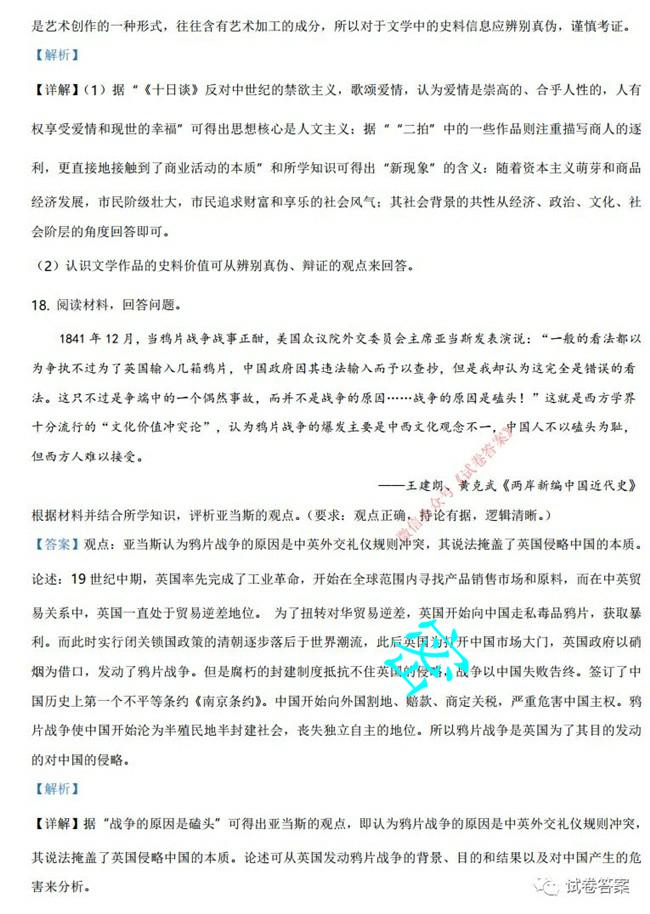 是艺术创作的一种形式，往往含有艺术加工的成分，所以对于文学中的史料信息应辨别真伪，谨慎考证。
【解析】
【详解】（1）据“《十日谈》反对中世纪的禁欲主义，歌颂爱情，认为爱情是崇高的、合乎人性的，人有
权享受爱情和现世的幸福”可得出思想核心是人文主义；据““二拍”中的一些作品则注重描写商人的逐
利，更直接地接触到了商业活动的本质”和所学知识可得出“新现象”的含义：随着资本主义萌芽和商品
经济发展，市民阶级壮大，市民追求财富和享乐的社会风气；其社会背景的共性从经济、政治、文化、社
会阶层的角度回答即可。
（2）认识文学作品的史料价值可从辨别真伪、辩证的观点来回答。
18. 阅读材料，回答问题。
1841 年 12 月，当鸦片战争战事正酣，美国众议院外交委员会主席亚当斯发表演说：“一般的看法都以
为争执不过为了英国输入几箱鸦片，中国政府因其违法输入而予以查抄，但是我却认为这完全是错误的看
法。这只不过是争端中的一个偶然事故，而并不是战争的原因……战争的原因是磕头！”这就是西方学界
十分流行的“文化价值冲突论”，认为鸦片战争的爆发主要是中西文化观念不一，中国人不以磕头为耻，
但西方人难以接受。
——王建朗、黄克武《两岸新编中国近代史》
根据材料并结合所学知识，评析亚当斯的观点。（要求：观点正确，持论有据，逻辑清晰。）
【答案】观点：亚当斯认为鸦片战争的原因是中英外交礼仪规则冲突，其说法掩盖了英国侵略中国的本质。
论述：19 世纪中期，英国率先完成了工业革命，开始在全球范围内寻找产品销售市场和原料，而在中英贸
易关系中，英国一直处于贸易逆差地位。 为了扭转对华贸易逆差，英国开始向中国走私毒品鸦片，获取暴
利。而此时实行闭关锁国政策的清朝逐步落后于世界潮流，此后英国为打开中国市场大门，英国政府以硝
烟为借口，发动了鸦片战争。但是腐朽的封建制度抵抗不住英国的侵略，战争以中国失败告终。签订了中
国历史上第一个不平等条约《南京条约》。中国开始向外国割地、赔款、商定关税，严重危害中国主权。鸦
片战争使中国开始沦为半殖民地半封建社会，丧失独立自主的地位。所以鸦片战争是英国为了其目的发动
的对中国的侵略。
【解析】
【详解】据“战争的原因是磕头”可得出亚当斯的观点，即认为鸦片战争的原因是中英外交礼仪规则冲突，
其说法掩盖了英国侵略中国的本质。论述可从英国发动鸦片战争的背景、目的和结果以及对中国产生的危
害来分析。
微信公众号《试卷答案》
试卷答案